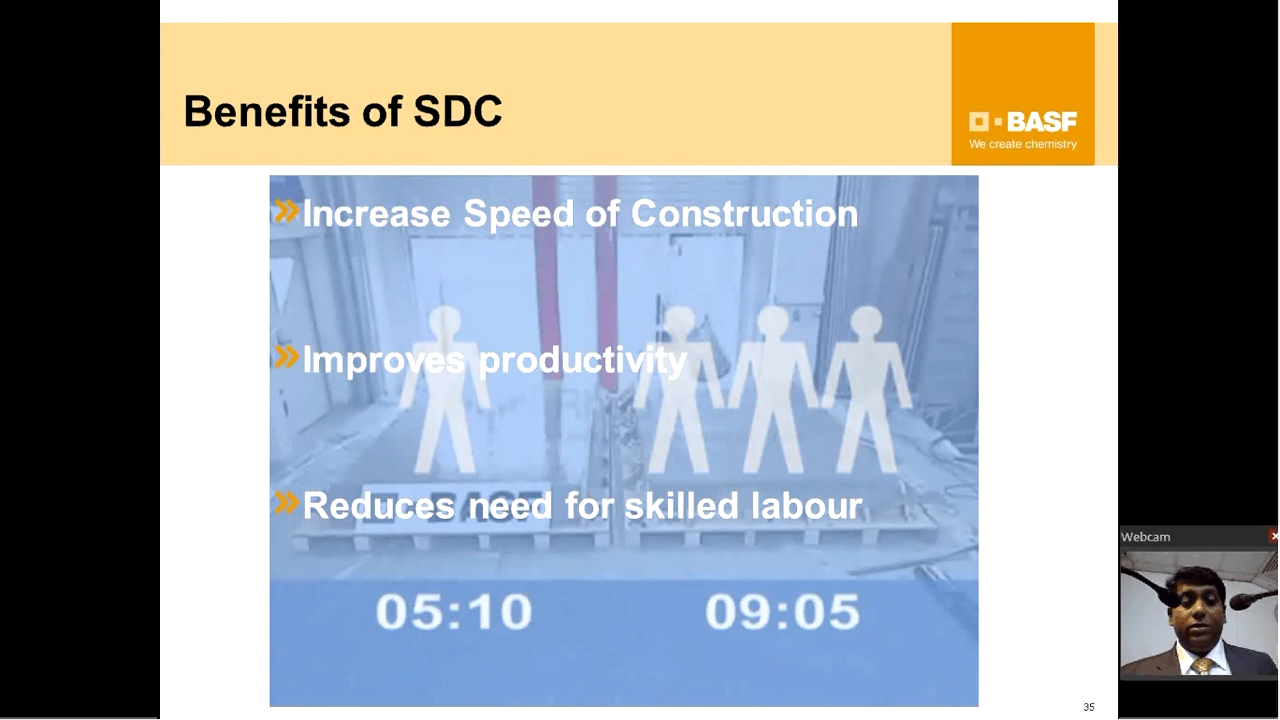 Benefits of SDC
BASF
We create chemistry
»Increase Speed of Construction
»Improves productivity
»Reduces need for skilled labour
BASF
05:10
09:05
35
Webcam